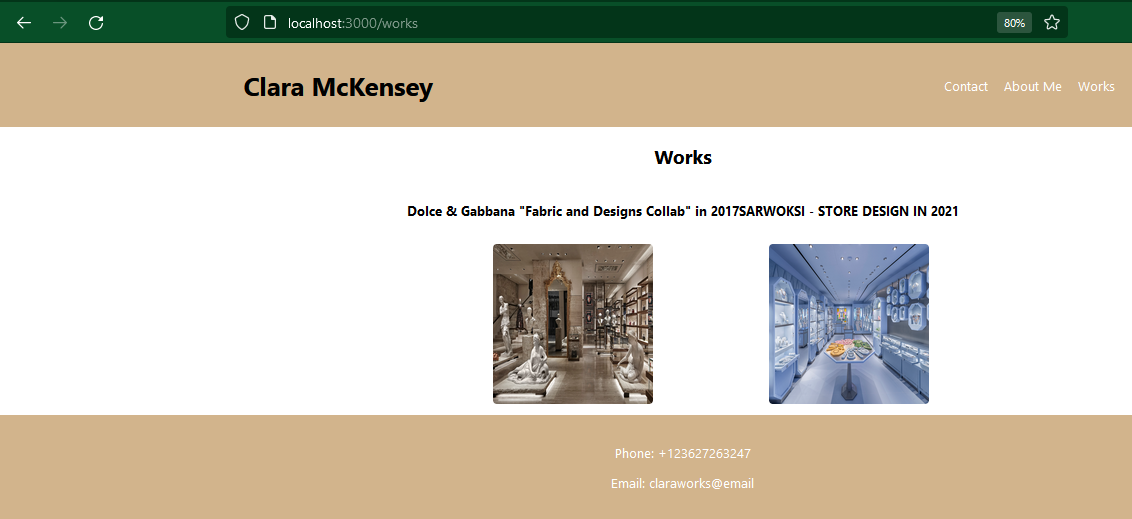 localhost:3000/works
80%
Clara McKensey
Contact About Me Works
Works
Dolce & Gabbana "Fabric and Designs Collab" in 2017SARWOKSI - STORE DESIGN IN 2021
Phone: +123627263247
Email: claraworks@email